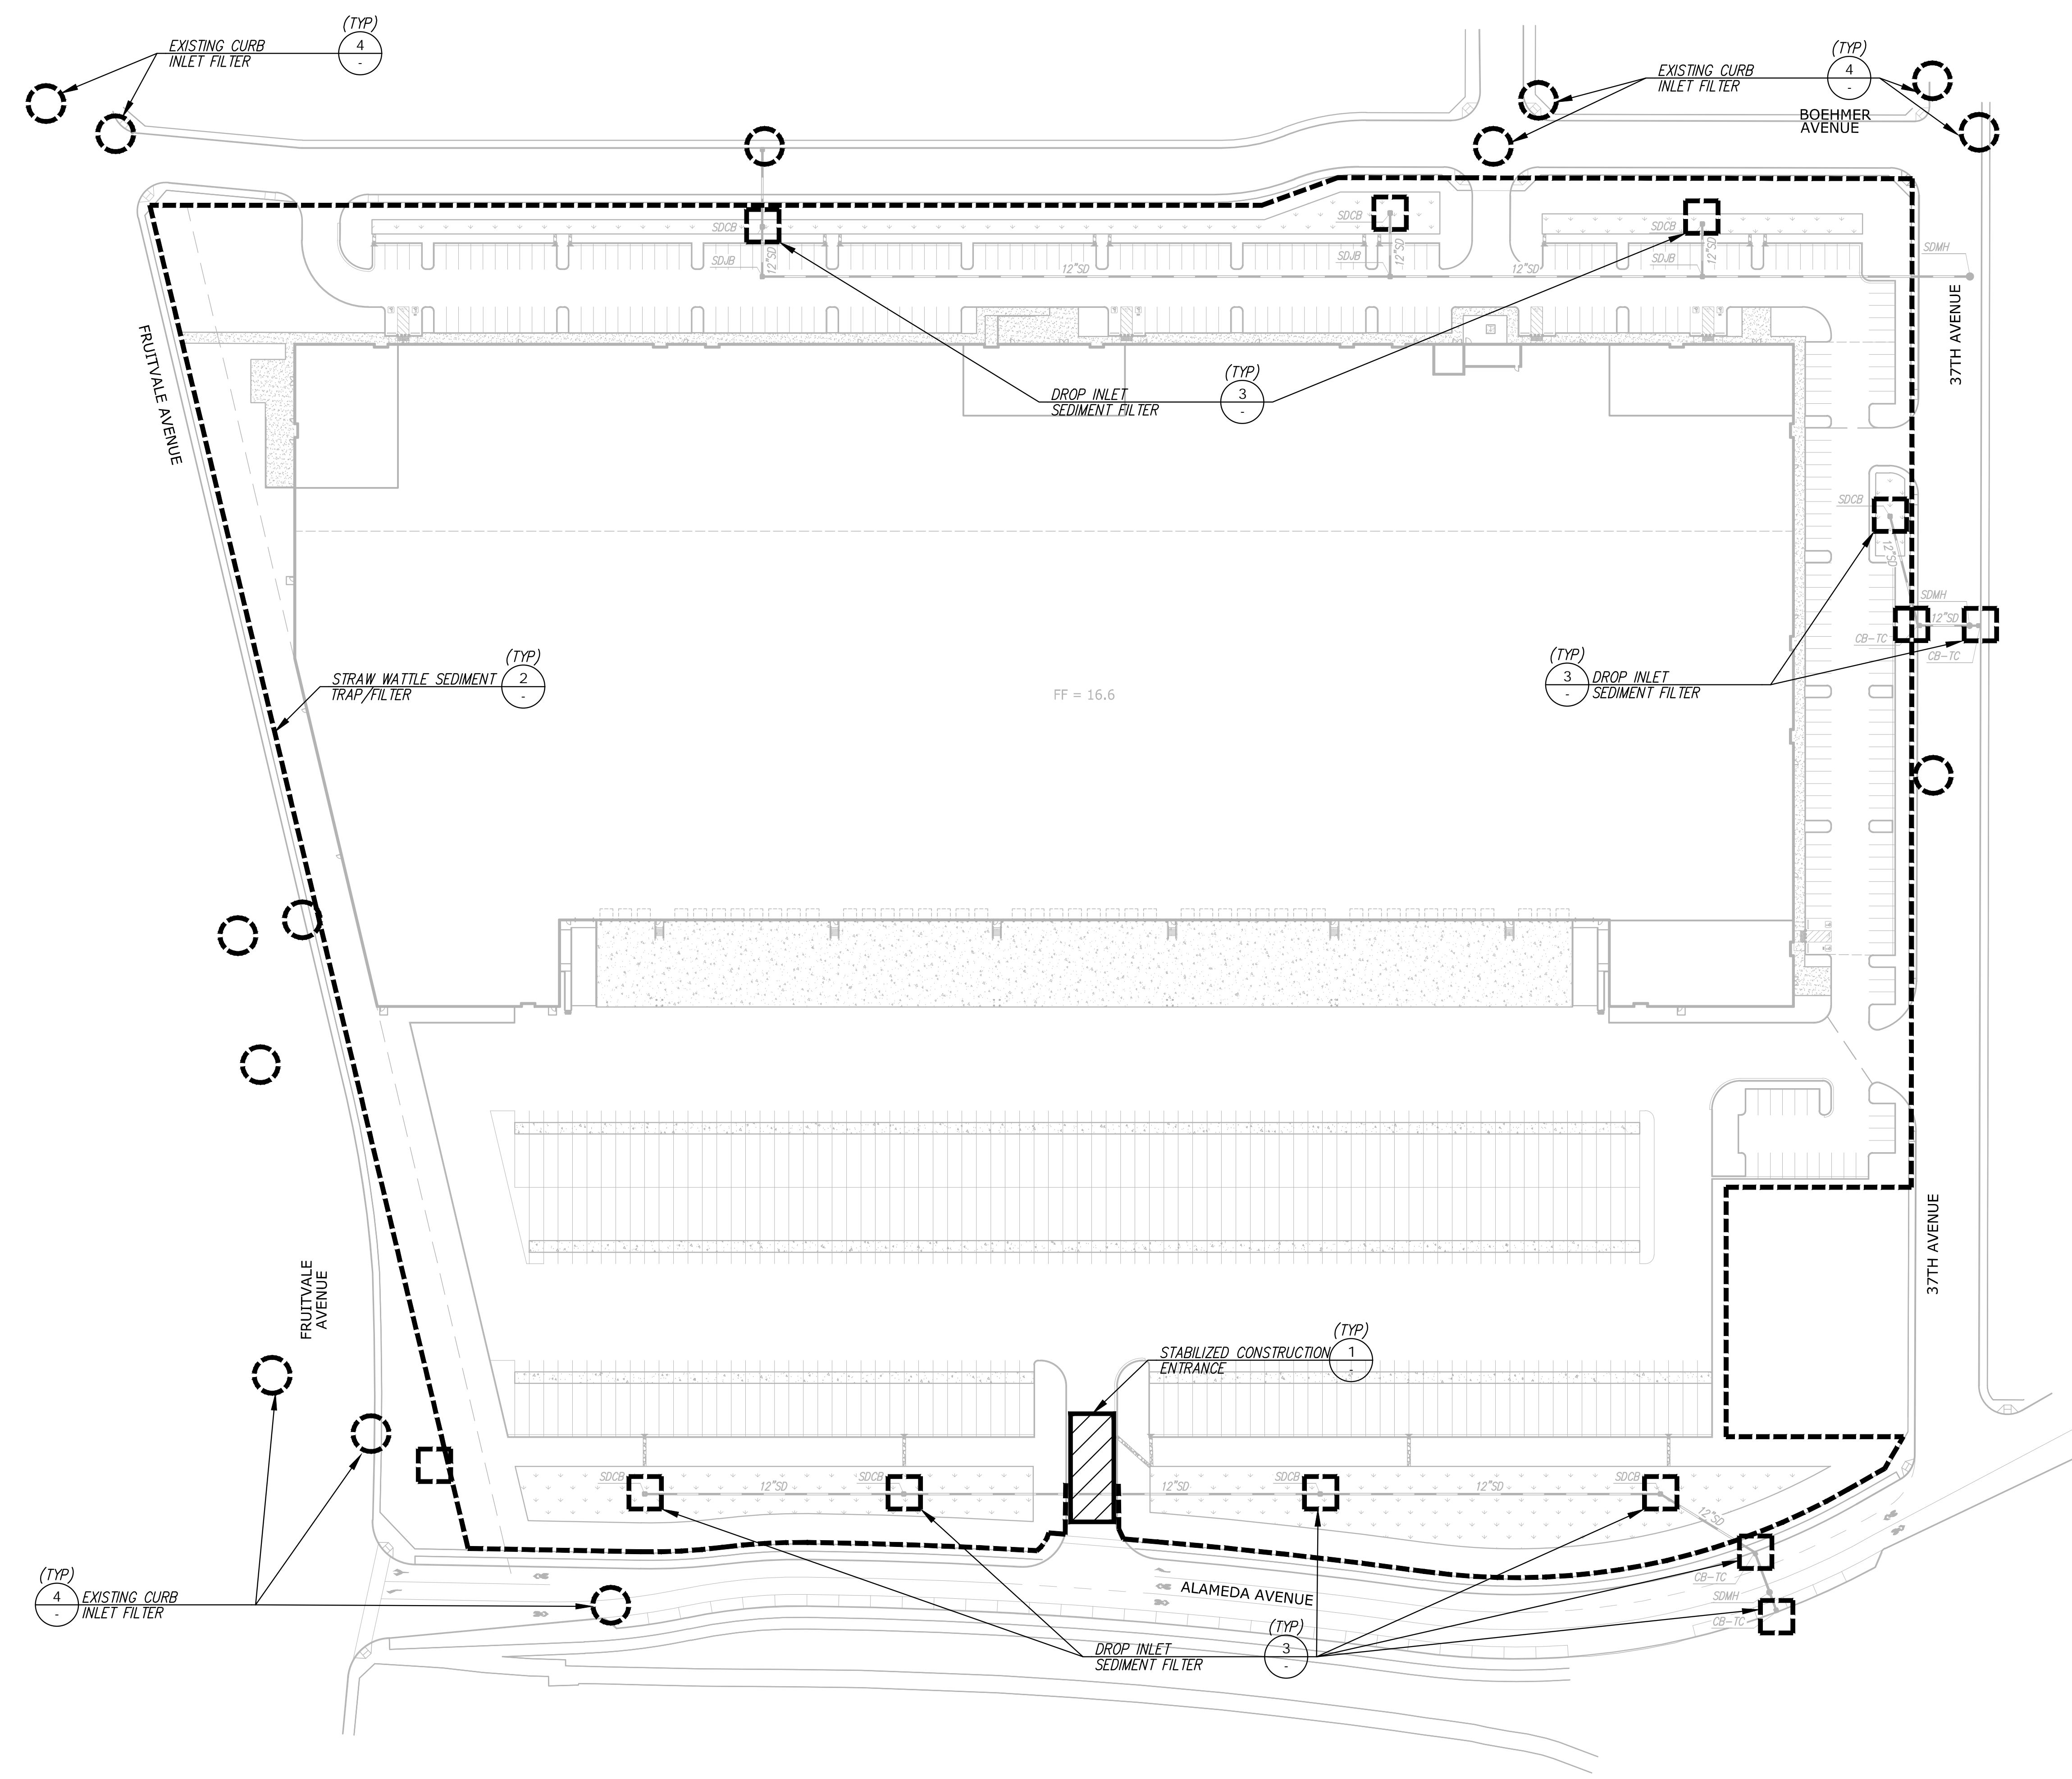 (TYP)
4
-
EXISTING CURB
INLET FILTER
(TYP)
4
-
EXISTING CURB
INLET FILTER
BOEHMER
AVENUE
SDCB
SDCB
SDCB
SDJB
12"SD
12"SD
SDJB
12"SD
12"SD
SDJB
12"SD
SDMH
37TH AVENUE
FRUITVALE AVENUE
(TYP)
3
-
DROP INLET
SEDIMENT FILTER
SDCB
12"SD
SDMH
12"SD
CB-TC
CB-TC
(TYP)
3
-
DROP INLET
SEDIMENT FILTER
(TYP)
2
-
STRAW WATTLE SEDIMENT
TRAP/FILTER
FF = 16.6
37TH AVENUE
FRUITVALE
AVENUE
(TYP)
1
-
STABILIZED CONSTRUCTION
ENTRANCE
SDCB
12"SD
SDCB
12"SD
SDCB
12"SD
SDCB
12"SD
CB-TC
SDMH
CB-TC
(TYP)
4
-
EXISTING CURB
INLET FILTER
ALAMEDA AVENUE
(TYP)
3
-
DROP INLET
SEDIMENT FILTER